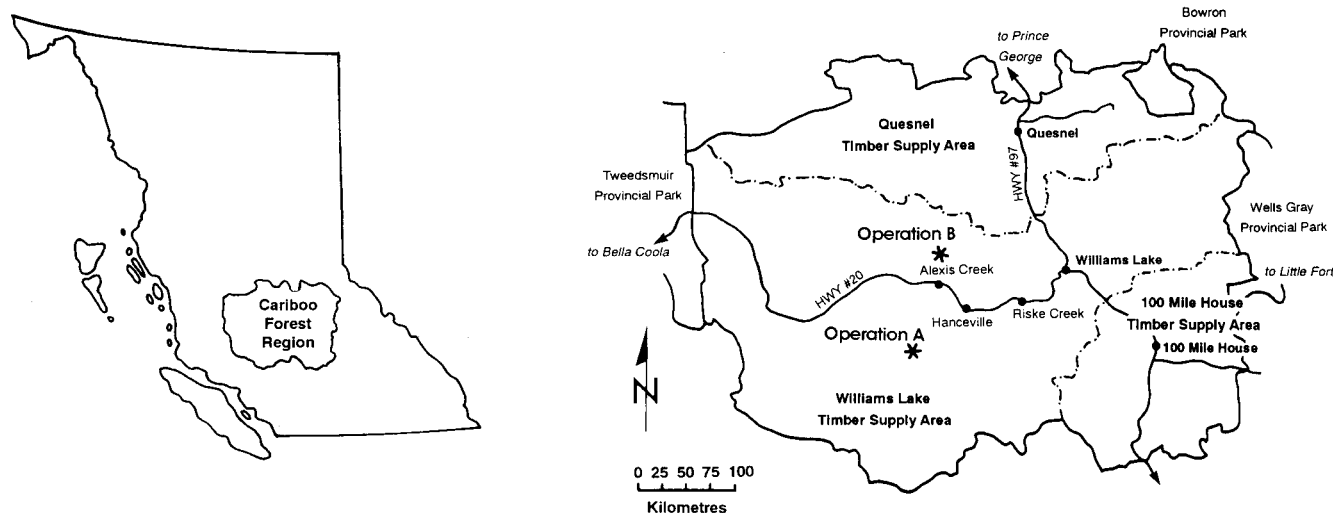 Cariboo
Forest
Region
Bowron
Provincial Park
to Prince
George
Quesnel
Timber Supply Area
Quesnel
HWY #97
Tweedsmuir
Provincial Park
Wells Gray
Provincial Park
to Bella Coola
Operation B
Alexis Creek
Williams Lake
to Little Fort
HWY #20
Hanceville
Riske Creek
100 Mile House
Timber Supply Area
100 Mile House
Operation A
N
Williams Lake
Timber Supply Area
0 25 50 75 100
Kilometres